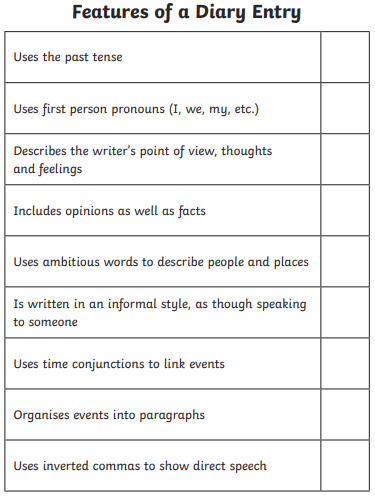 Features of a Diary Entry
Uses the past tense
Uses first person pronouns (I, we, my, etc.)
Describes the writer's point of view, thoughts
and feelings
Includes opinions as well as facts
Uses ambitious words to describe people and places
Is written in an informal style, as though speaking
to someone
Uses time conjunctions to link events
Organises events into paragraphs
Uses inverted commas to show direct speech